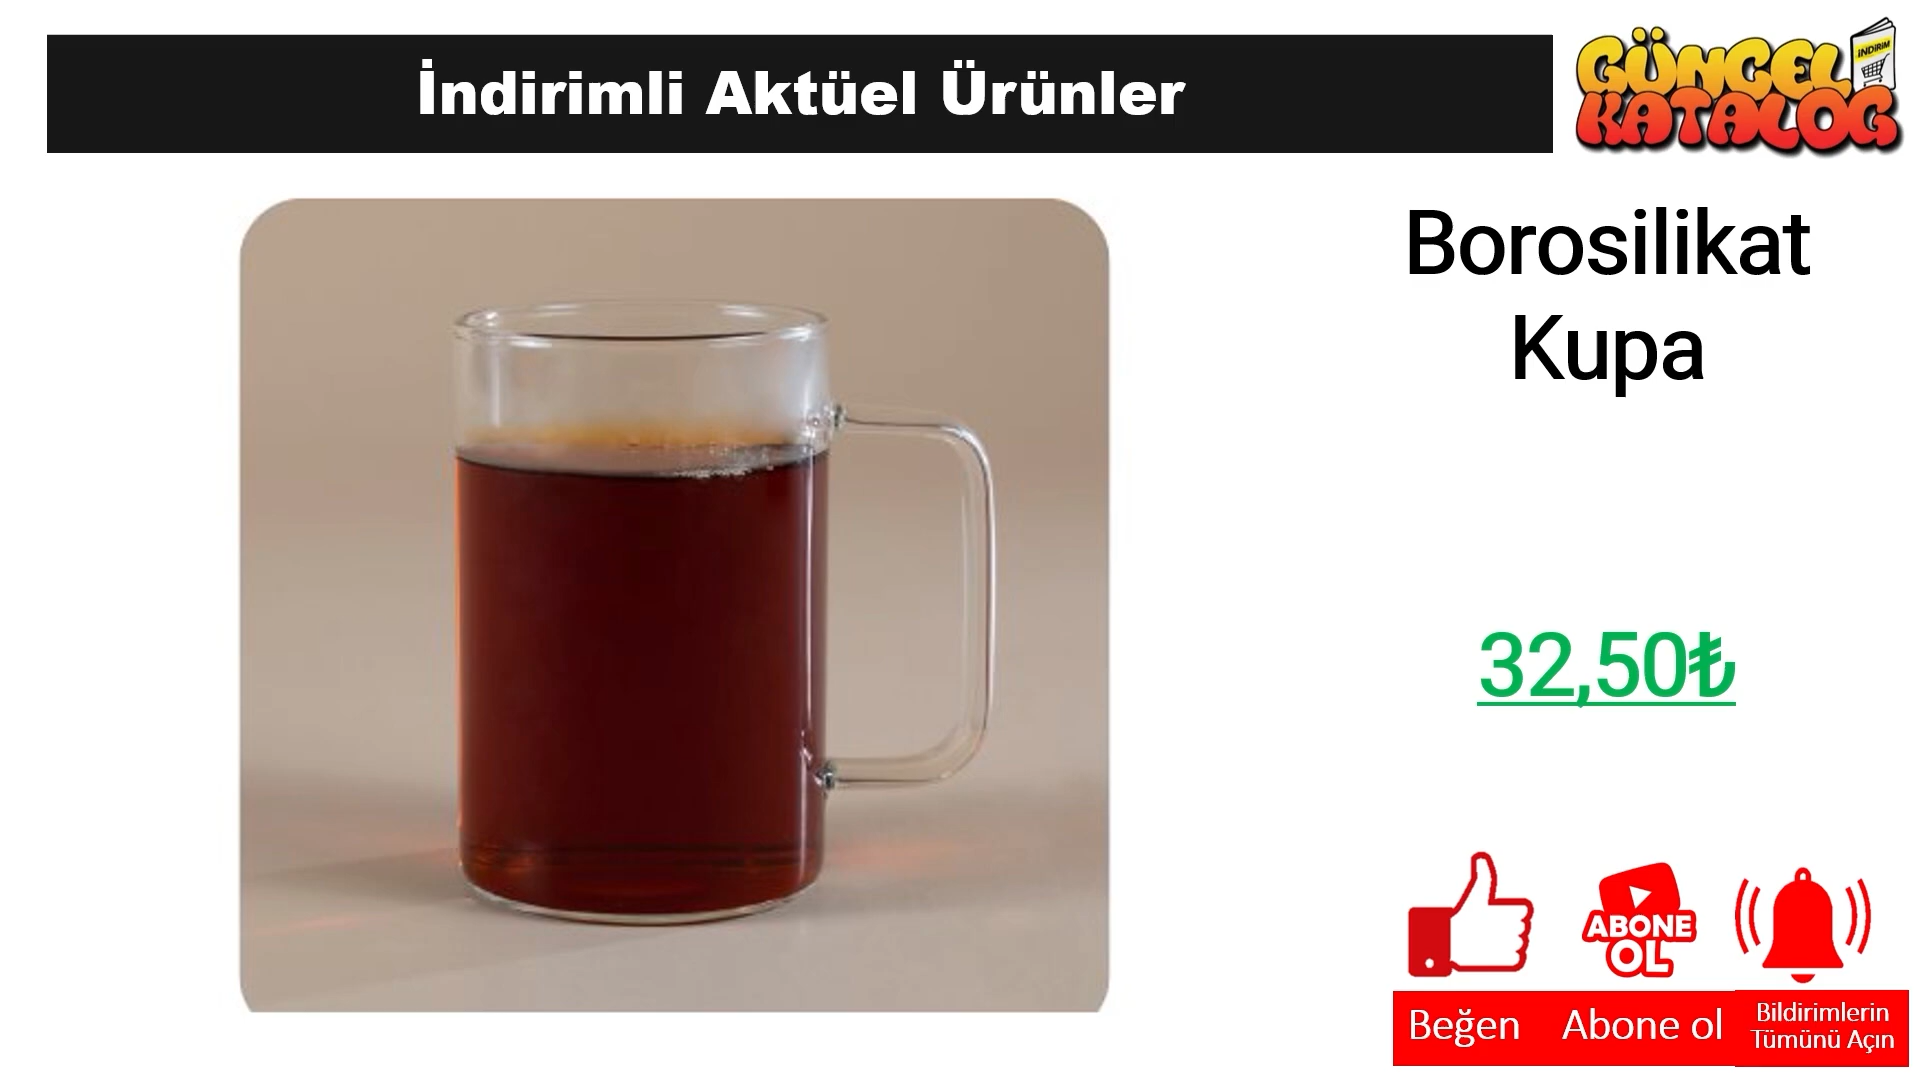 İndirimli Aktüel Ürünler
GÜNCEL
KATALOG
İNDİRİM
Borosilikat
Kupa
32,50₺
ABONE
OL
Beğen
Abone ol
Bildirimlerin
Tümünü Açın